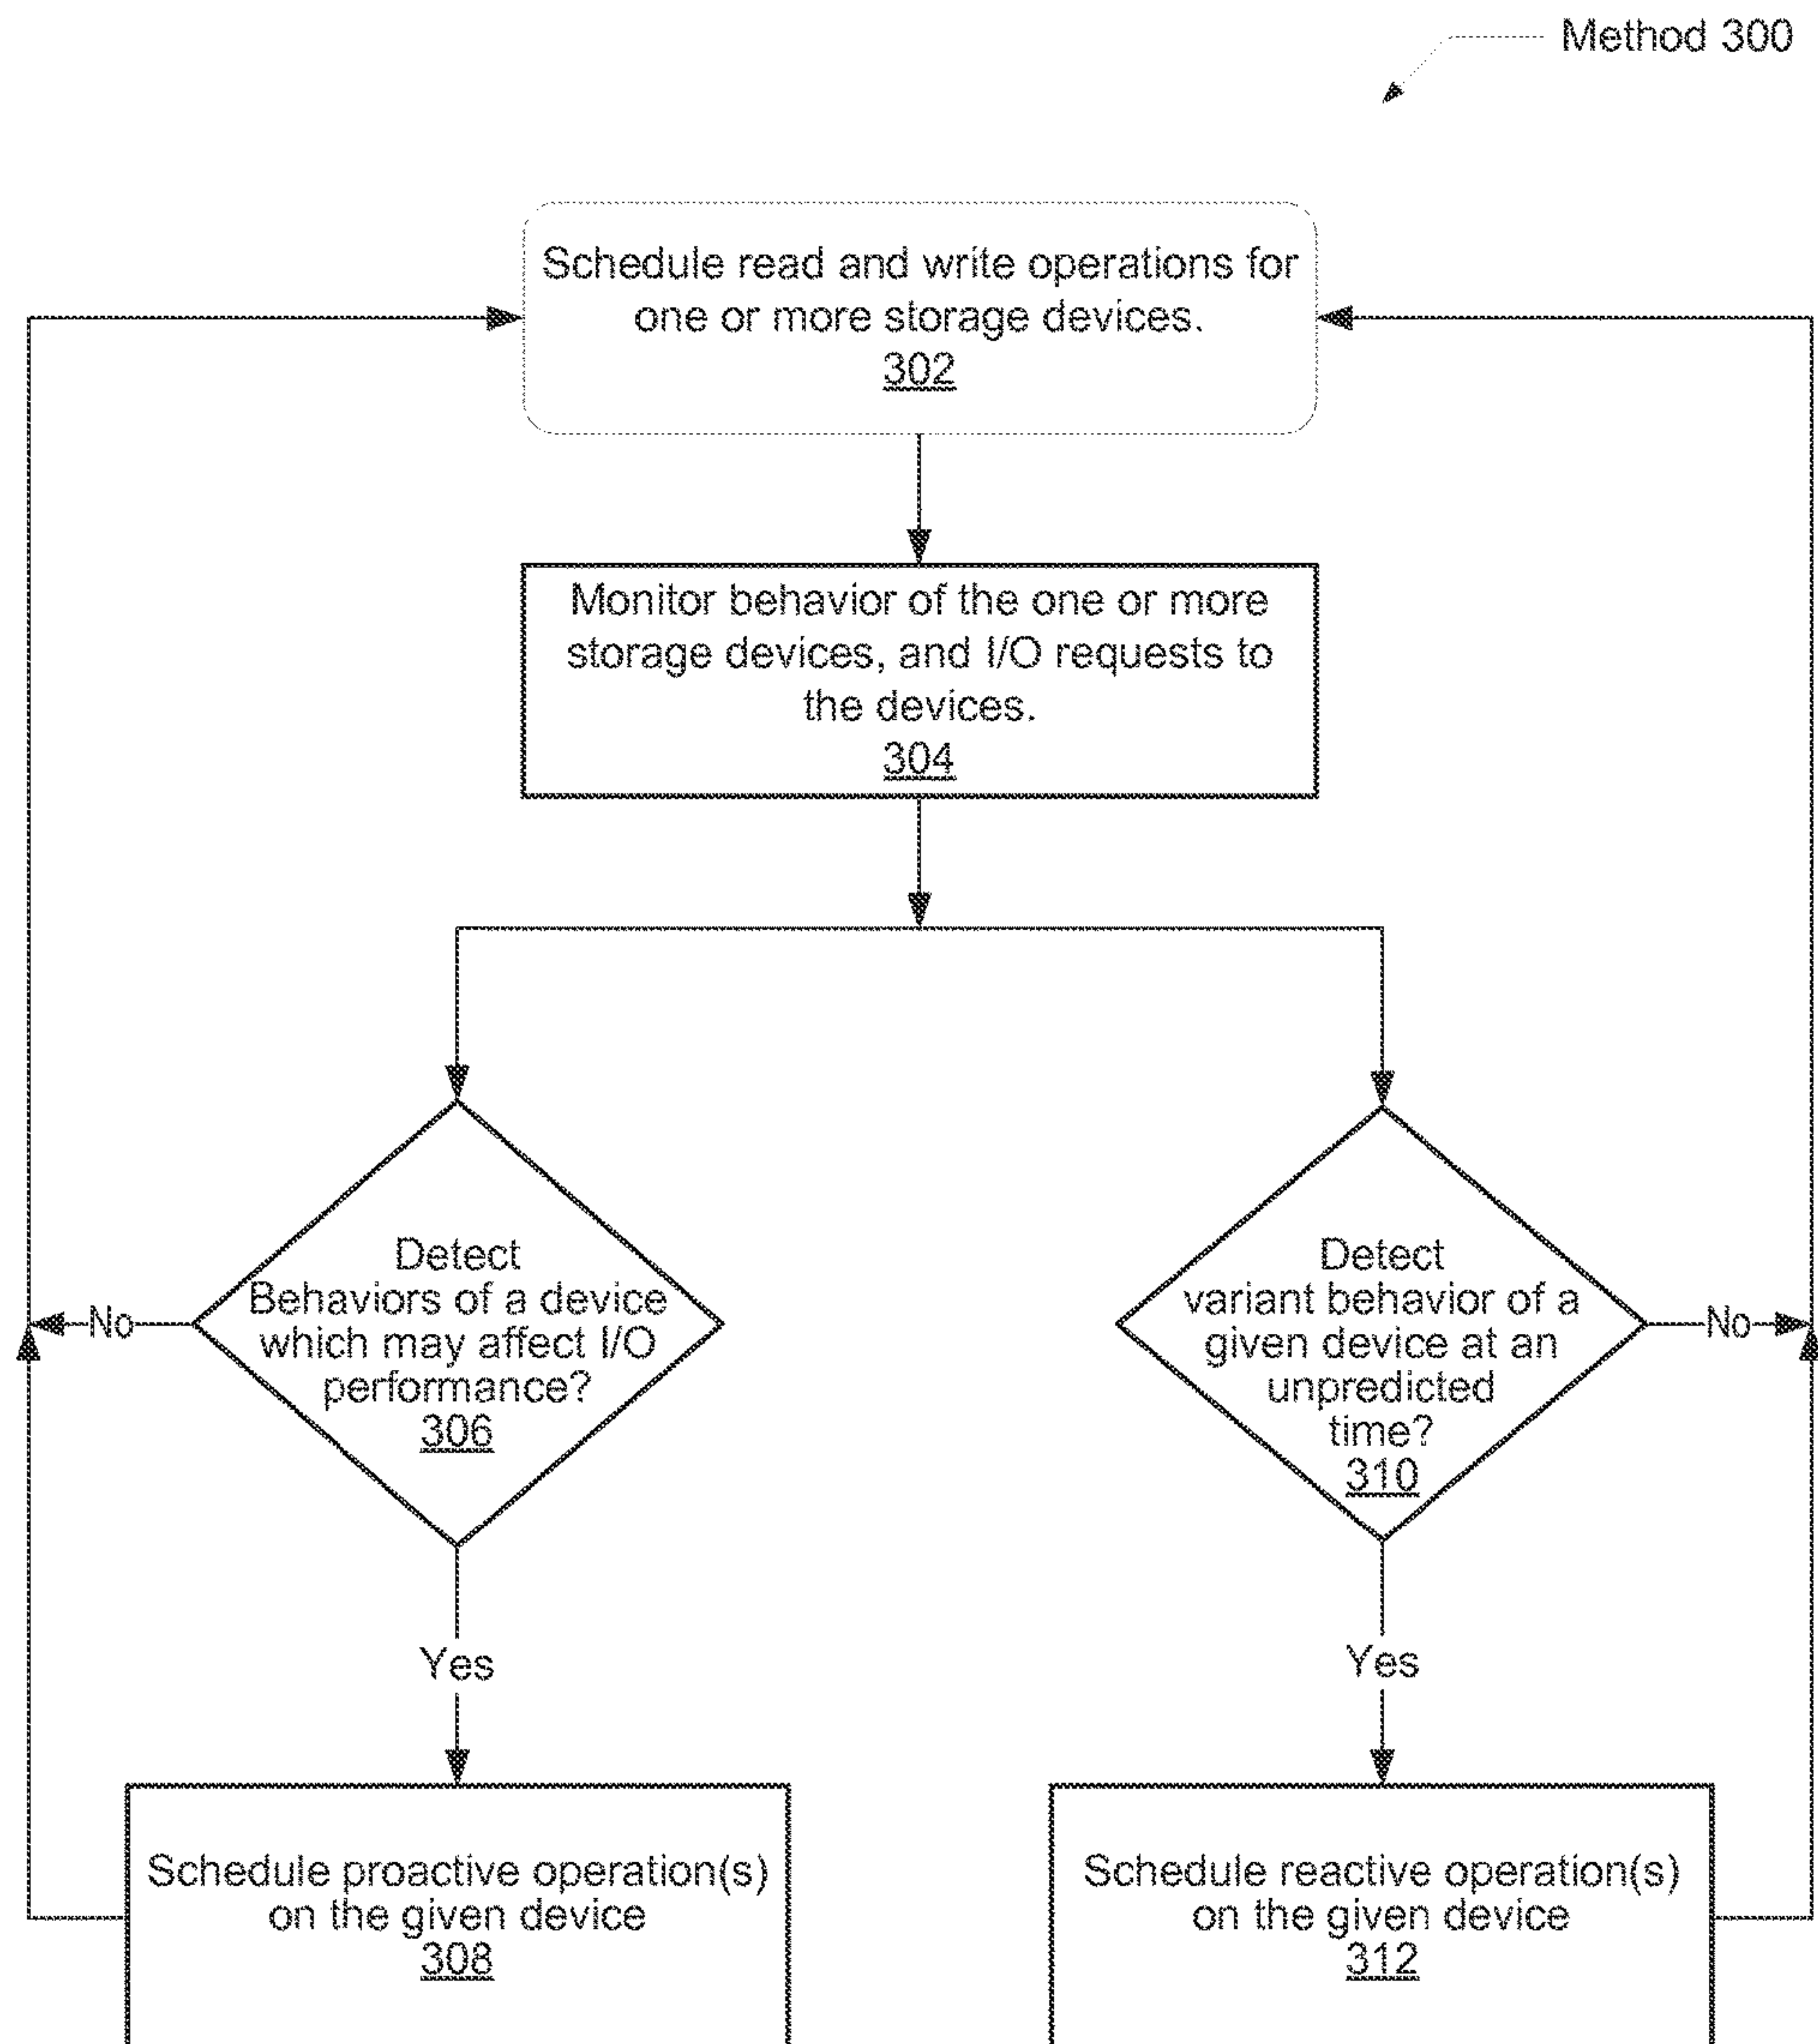 Method 300
Schedule read and write operations for
one or more storage devices.
302
Monitor behavior of the one or more
storage devices, and I/O requests to
the devices.
304
Detect
Behaviors of a device
which may affect I/O
performance?
306
No
Yes
Detect
variant behavior of a
given device at an
unpredicted
time?
310
No
Yes
Schedule proactive operation(s)
on the given device
308
Schedule reactive operation(s)
on the given device
312